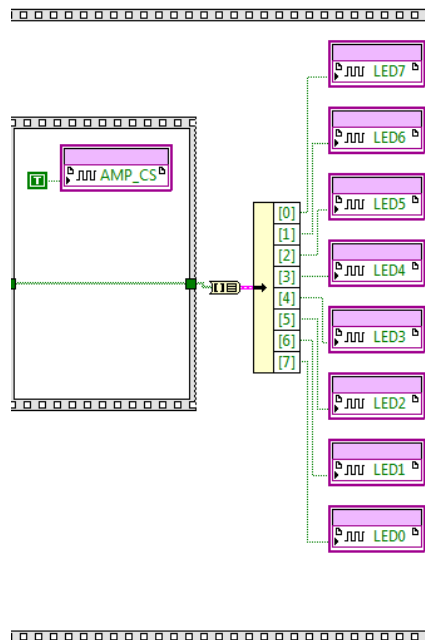 LED7
LED6
T
AMP_CS
LED5
[0]
[1]
[2]
[3]
[4]
[5]
[6]
[7]
LED4
LED3
LED2
LED1
LED0